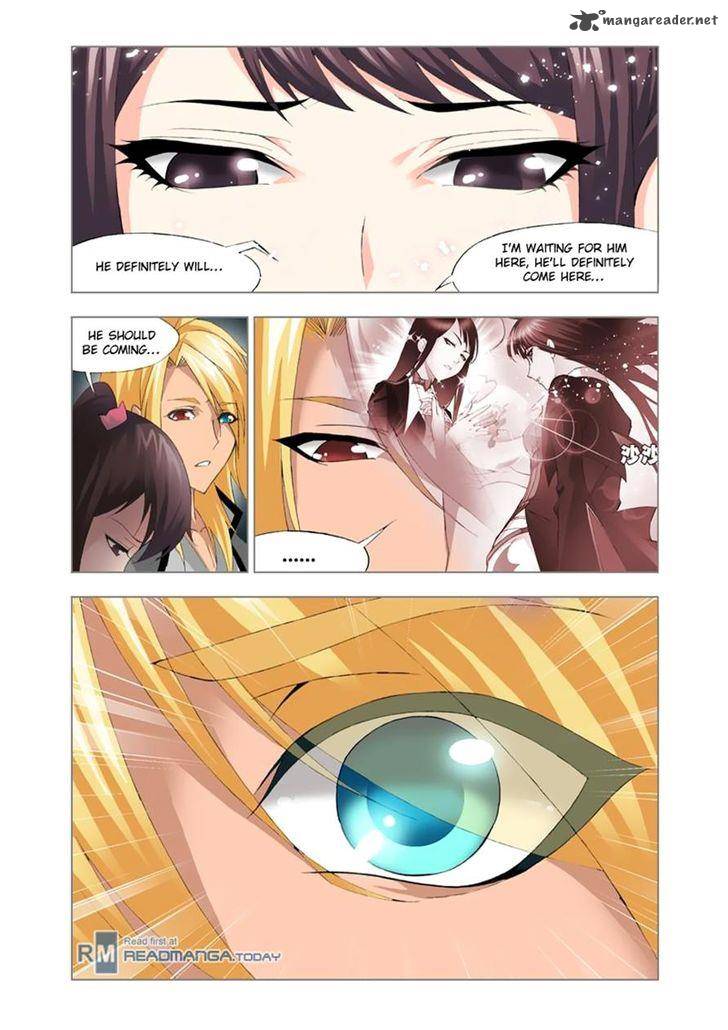 mangareader.net
HE DEFINITELY WILL...
I'M WAITING FOR HIM
HERE, HE'LL DEFINITELY
COME HERE...
HE SHOULD
BE COMING...
沙沙
......
RM
Read first at
READMANGA.TODAY